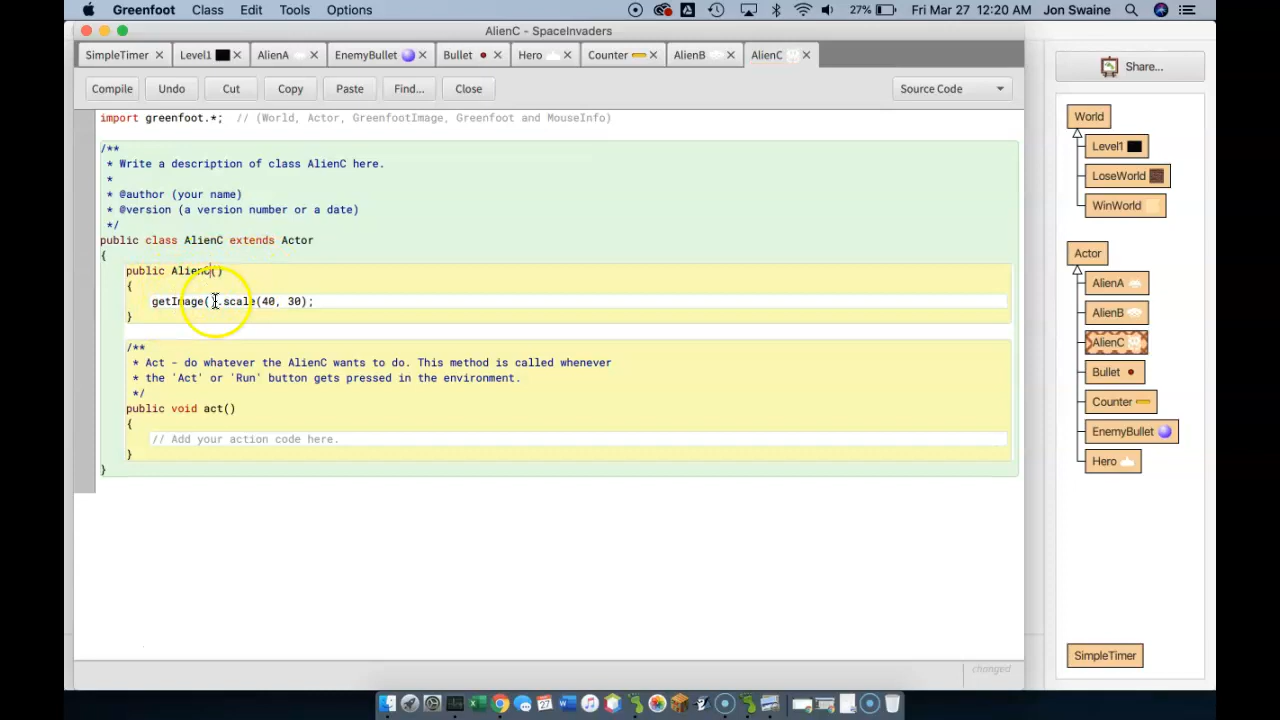 Greenfoot Class Edit Tools Options 27% Fri Mar 27 12:20 AM Jon Swaine
AlienC - SpaceInvaders
SimpleTimer Level1 AlienA EnemyBullet Bullet Hero Counter AlienB AlienC
Compile Undo Cut Copy Paste Find... Close Source Code
Share...
import greenfoot.*; // (World, Actor, GreenfootImage, Greenfoot and MouseInfo)
/**
* Write a description of class AlienC here.
*
* @author (your name)
* @version (a version number or a date)
*/
public class AlienC extends Actor
{
public AlienC()
{
getImage().scale(40, 30);
}
/**
* Act - do whatever the AlienC wants to do. This method is called whenever
* the 'Act' or 'Run' button gets pressed in the environment.
*/
public void act()
{
// Add your action code here.
}
}
changed
World
Level1
LoseWorld
WinWorld
Actor
AlienA
AlienB
AlienC
Bullet
Counter
EnemyBullet
Hero
SimpleTimer